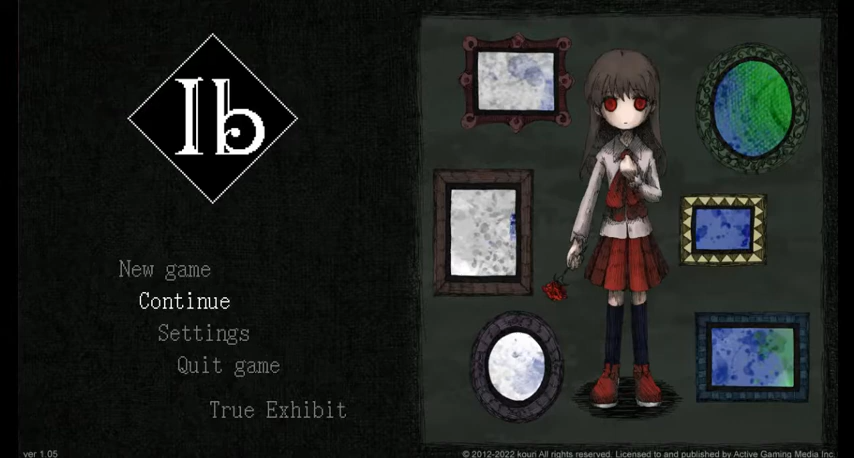 Ib
New game
Continue
Settings
Quit game
True Exhibit
ver 1.05
© 2012-2022 kouri All rights reserved. Licensed to and published by Active Gaming Media Inc.